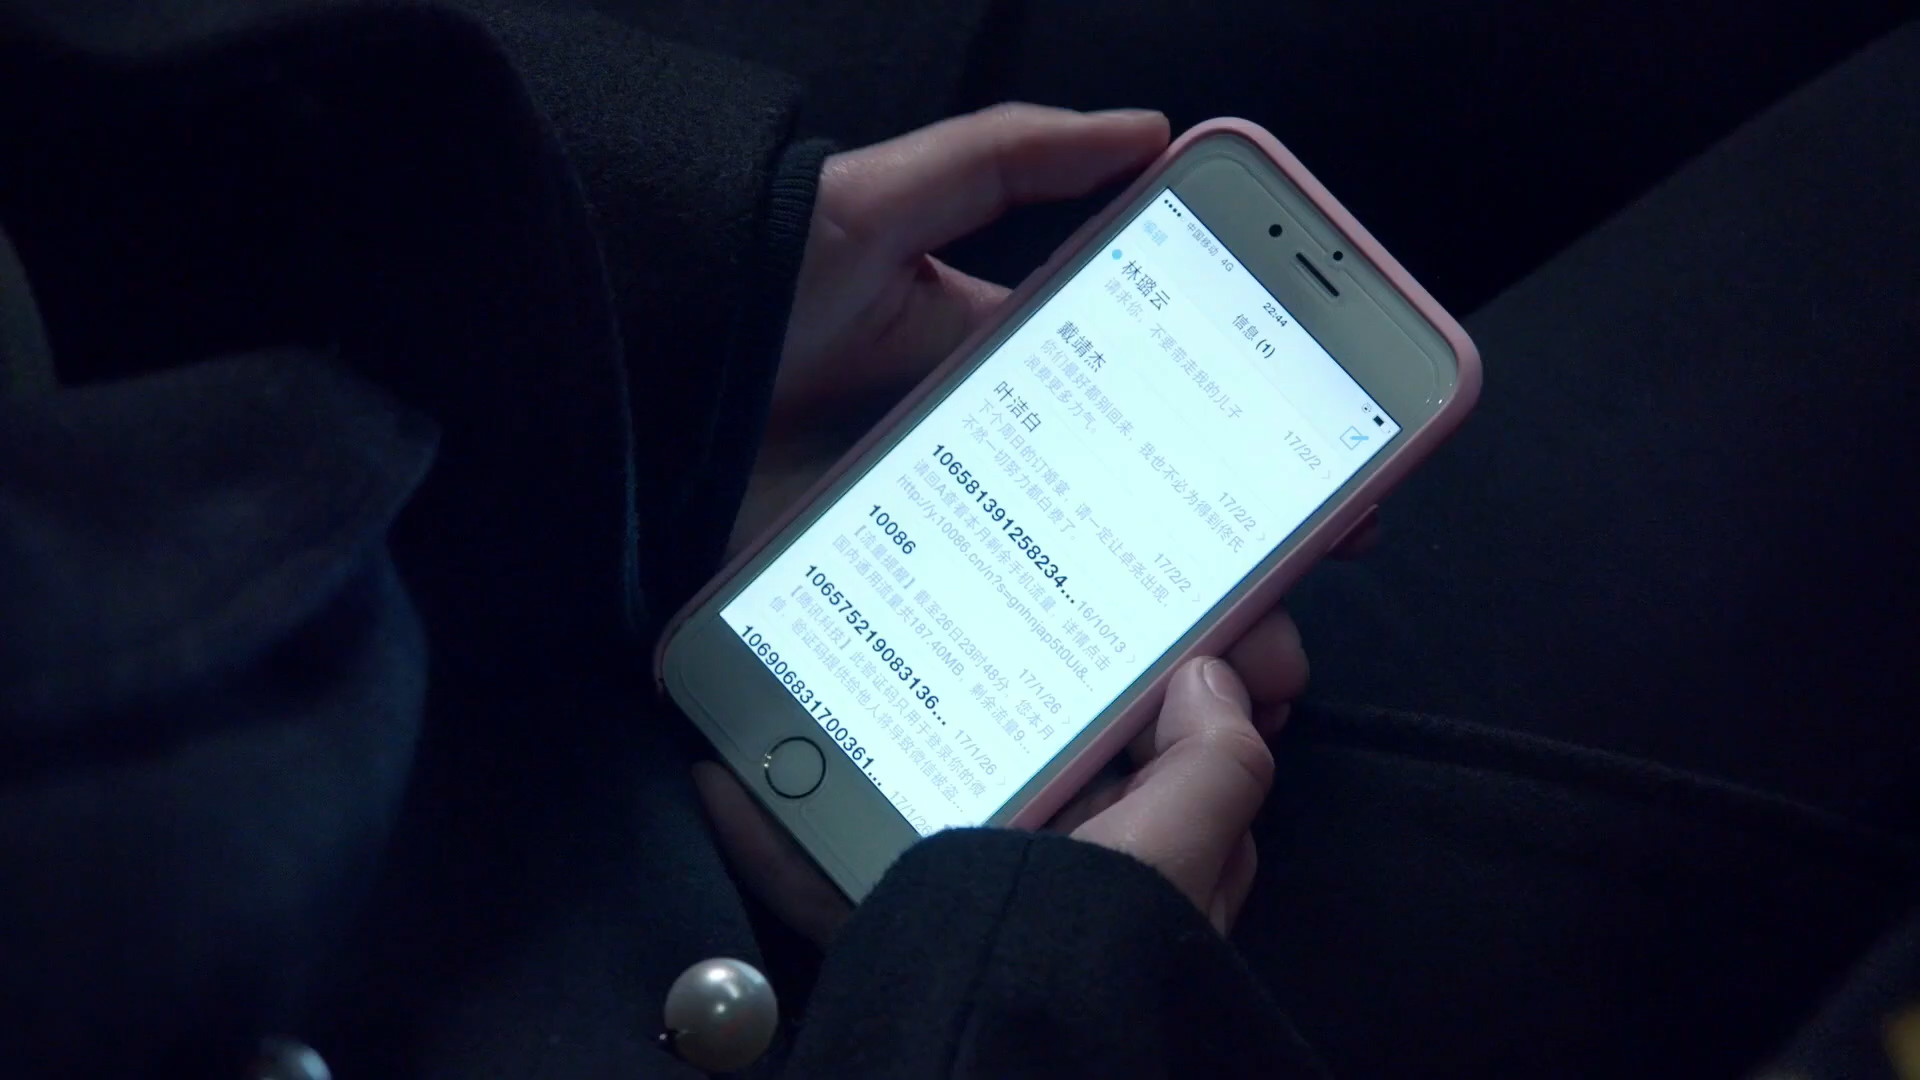 中国移动 4G
22:44
编辑
信息 (1)
林璐云
17/2/2
请求你，不要带走我的儿子
戴靖杰
17/2/2
你们最好都别回来，我也不必为得到佟氏
浪费更多力气。
叶洁白
17/2/2
下个周日的订婚宴，请一定让卓尧出现，
不然一切努力都白费了。
10658139125823​4...
16/10/13
请回A查看本月剩余手机流量，详情点击
http://y.10086.cn/n?s=gnhnjap5t0Ui&...
10086
17/1/26
【流量提醒】截至26日23时48分，您本月
国内通用流量共187.40MB，剩余流量9...
1065752190831​36...
17/1/26
【腾讯科技】此验证码只用于登录你的微
信，验证码提供给他人将导致微信被盗...
10690683170036​1...
17/1/26